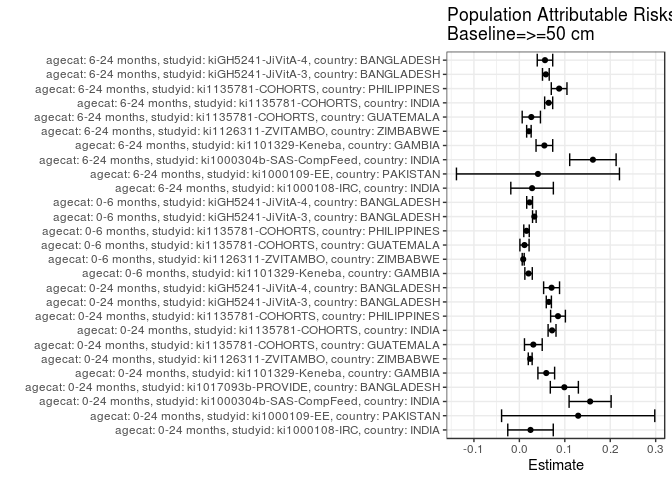 Population Attributable Risks
Baseline=>=50 cm
agecat: 6-24 months, studyid: kiGH5241-JiVitA-4, country: BANGLADESH
agecat: 6-24 months, studyid: kiGH5241-JiVitA-3, country: BANGLADESH
agecat: 6-24 months, studyid: ki1135781-COHORTS, country: PHILIPPINES
agecat: 6-24 months, studyid: ki1135781-COHORTS, country: INDIA
agecat: 6-24 months, studyid: ki1135781-COHORTS, country: GUATEMALA
agecat: 6-24 months, studyid: ki1126311-ZVITAMBO, country: ZIMBABWE
agecat: 6-24 months, studyid: ki1101329-Keneba, country: GAMBIA
agecat: 6-24 months, studyid: ki1000304b-SAS-CompFeed, country: INDIA
agecat: 6-24 months, studyid: ki1000109-EE, country: PAKISTAN
agecat: 6-24 months, studyid: ki1000108-IRC, country: INDIA
agecat: 0-6 months, studyid: kiGH5241-JiVitA-4, country: BANGLADESH
agecat: 0-6 months, studyid: kiGH5241-JiVitA-3, country: BANGLADESH
agecat: 0-6 months, studyid: ki1135781-COHORTS, country: PHILIPPINES
agecat: 0-6 months, studyid: ki1135781-COHORTS, country: GUATEMALA
agecat: 0-6 months, studyid: ki1126311-ZVITAMBO, country: ZIMBABWE
agecat: 0-6 months, studyid: ki1101329-Keneba, country: GAMBIA
agecat: 0-24 months, studyid: kiGH5241-JiVitA-4, country: BANGLADESH
agecat: 0-24 months, studyid: kiGH5241-JiVitA-3, country: BANGLADESH
agecat: 0-24 months, studyid: ki1135781-COHORTS, country: PHILIPPINES
agecat: 0-24 months, studyid: ki1135781-COHORTS, country: INDIA
agecat: 0-24 months, studyid: ki1135781-COHORTS, country: GUATEMALA
agecat: 0-24 months, studyid: ki1126311-ZVITAMBO, country: ZIMBABWE
agecat: 0-24 months, studyid: ki1101329-Keneba, country: GAMBIA
agecat: 0-24 months, studyid: ki1017093b-PROVIDE, country: BANGLADESH
agecat: 0-24 months, studyid: ki1000304b-SAS-CompFeed, country: INDIA
agecat: 0-24 months, studyid: ki1000109-EE, country: PAKISTAN
agecat: 0-24 months, studyid: ki1000108-IRC, country: INDIA
-0.1 0.0 0.1 0.2 0.3
Estimate